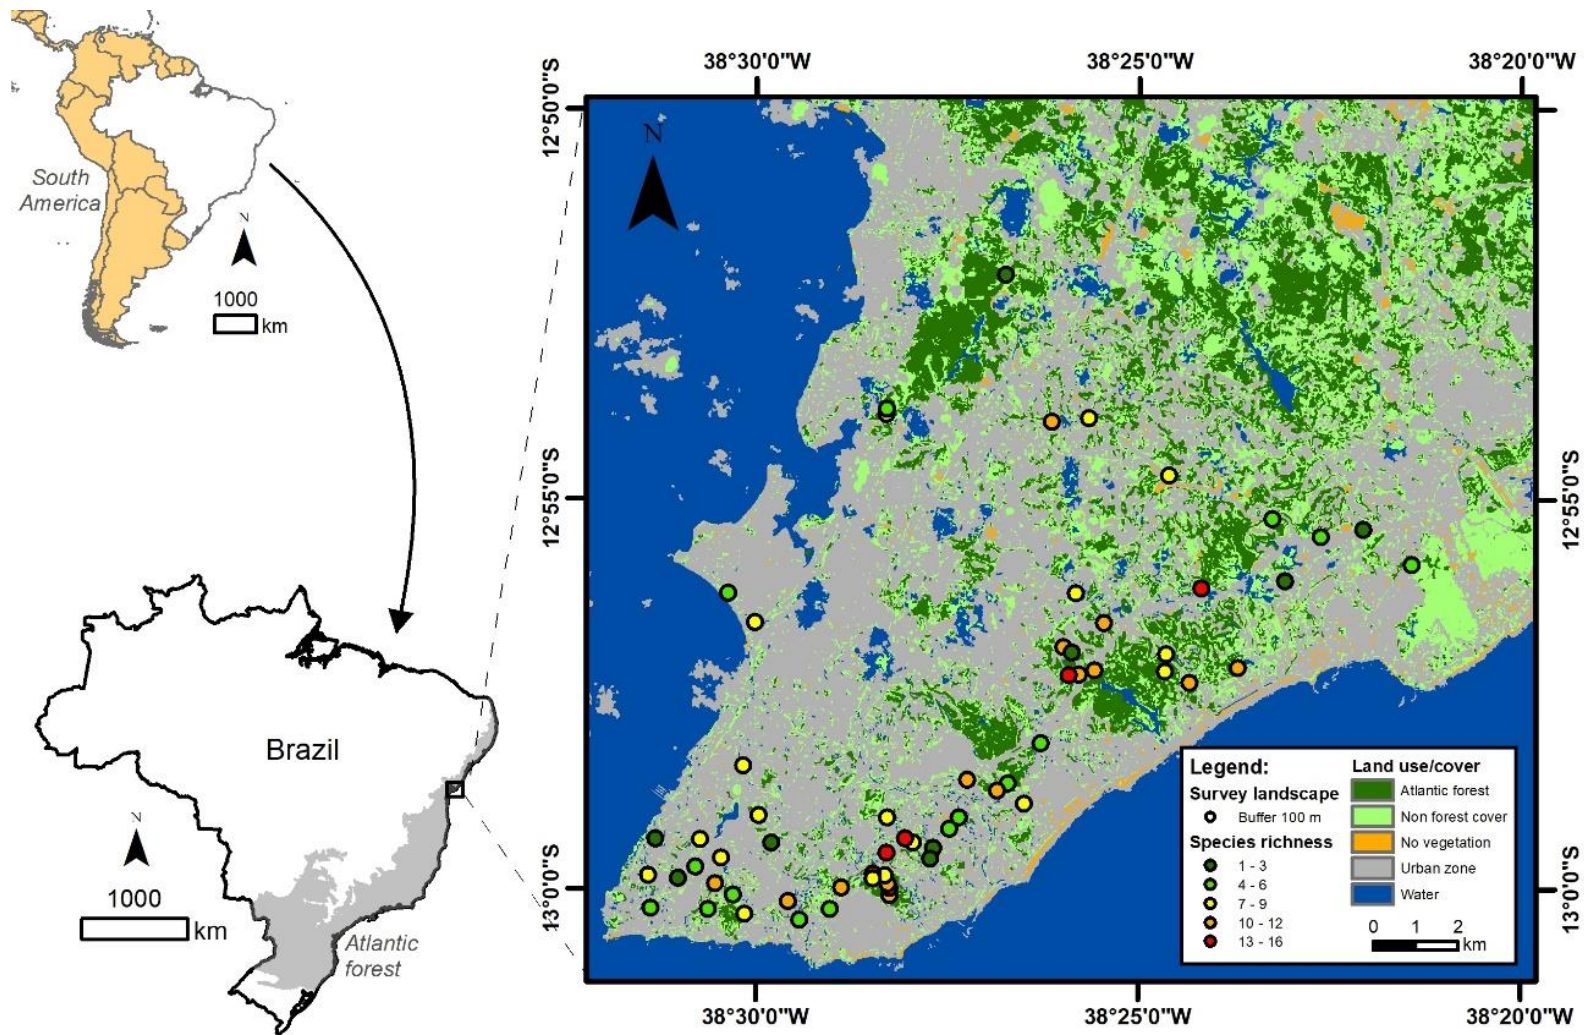 38°30'0"W
38°25'0"W
38°20'0"W
12°50'0"S
12°50'0"S
N
South
America
N
1000
km
12°55'0"S
12°55'0"S
Brazil
N
1000
km
Atlantic
forest
Legend:
Survey landscape
Buffer 100 m
Species richness
1 - 3
4 - 6
7 - 9
10 - 12
13 - 16
Land use/cover
Atlantic forest
Non forest cover
No vegetation
Urban zone
Water
0 1 2
km
13°0'0"S
13°0'0"S
38°30'0"W
38°25'0"W
38°20'0"W